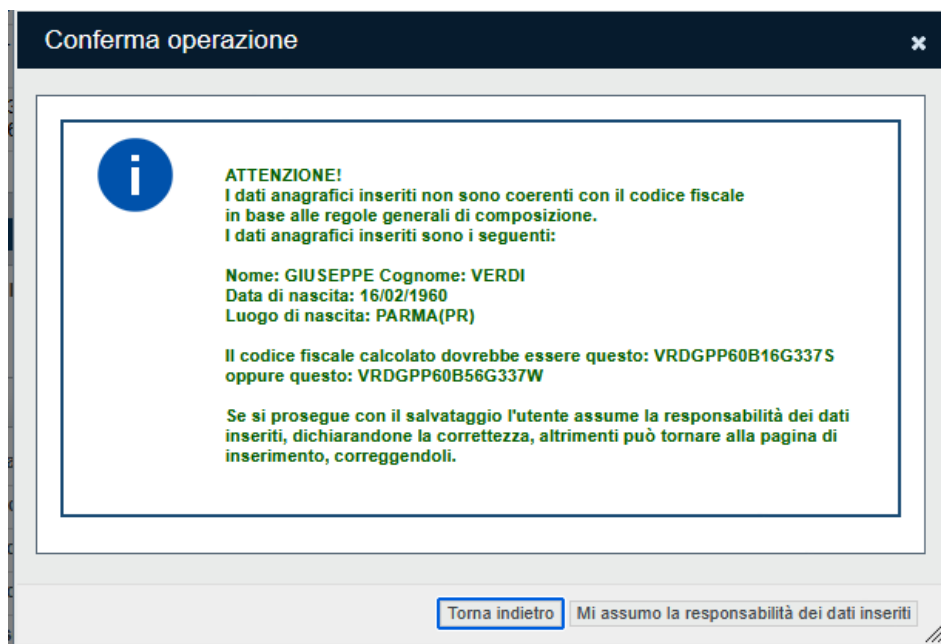 Conferma operazione
ATTENZIONE!
I dati anagrafici inseriti non sono coerenti con il codice fiscale
in base alle regole generali di composizione.
I dati anagrafici inseriti sono i seguenti:
Nome: GIUSEPPE Cognome: VERDI
Data di nascita: 16/02/1960
Luogo di nascita: PARMA(PR)
Il codice fiscale calcolato dovrebbe essere questo: VRDGPP60B16G337S
oppure questo: VRDGPP60B56G337W
Se si prosegue con il salvataggio l'utente assume la responsabilità dei dati
inseriti, dichiarandone la correttezza, altrimenti può tornare alla pagina di
inserimento, correggendoli.
Torna indietro Mi assumo la responsabilità dei dati inseriti